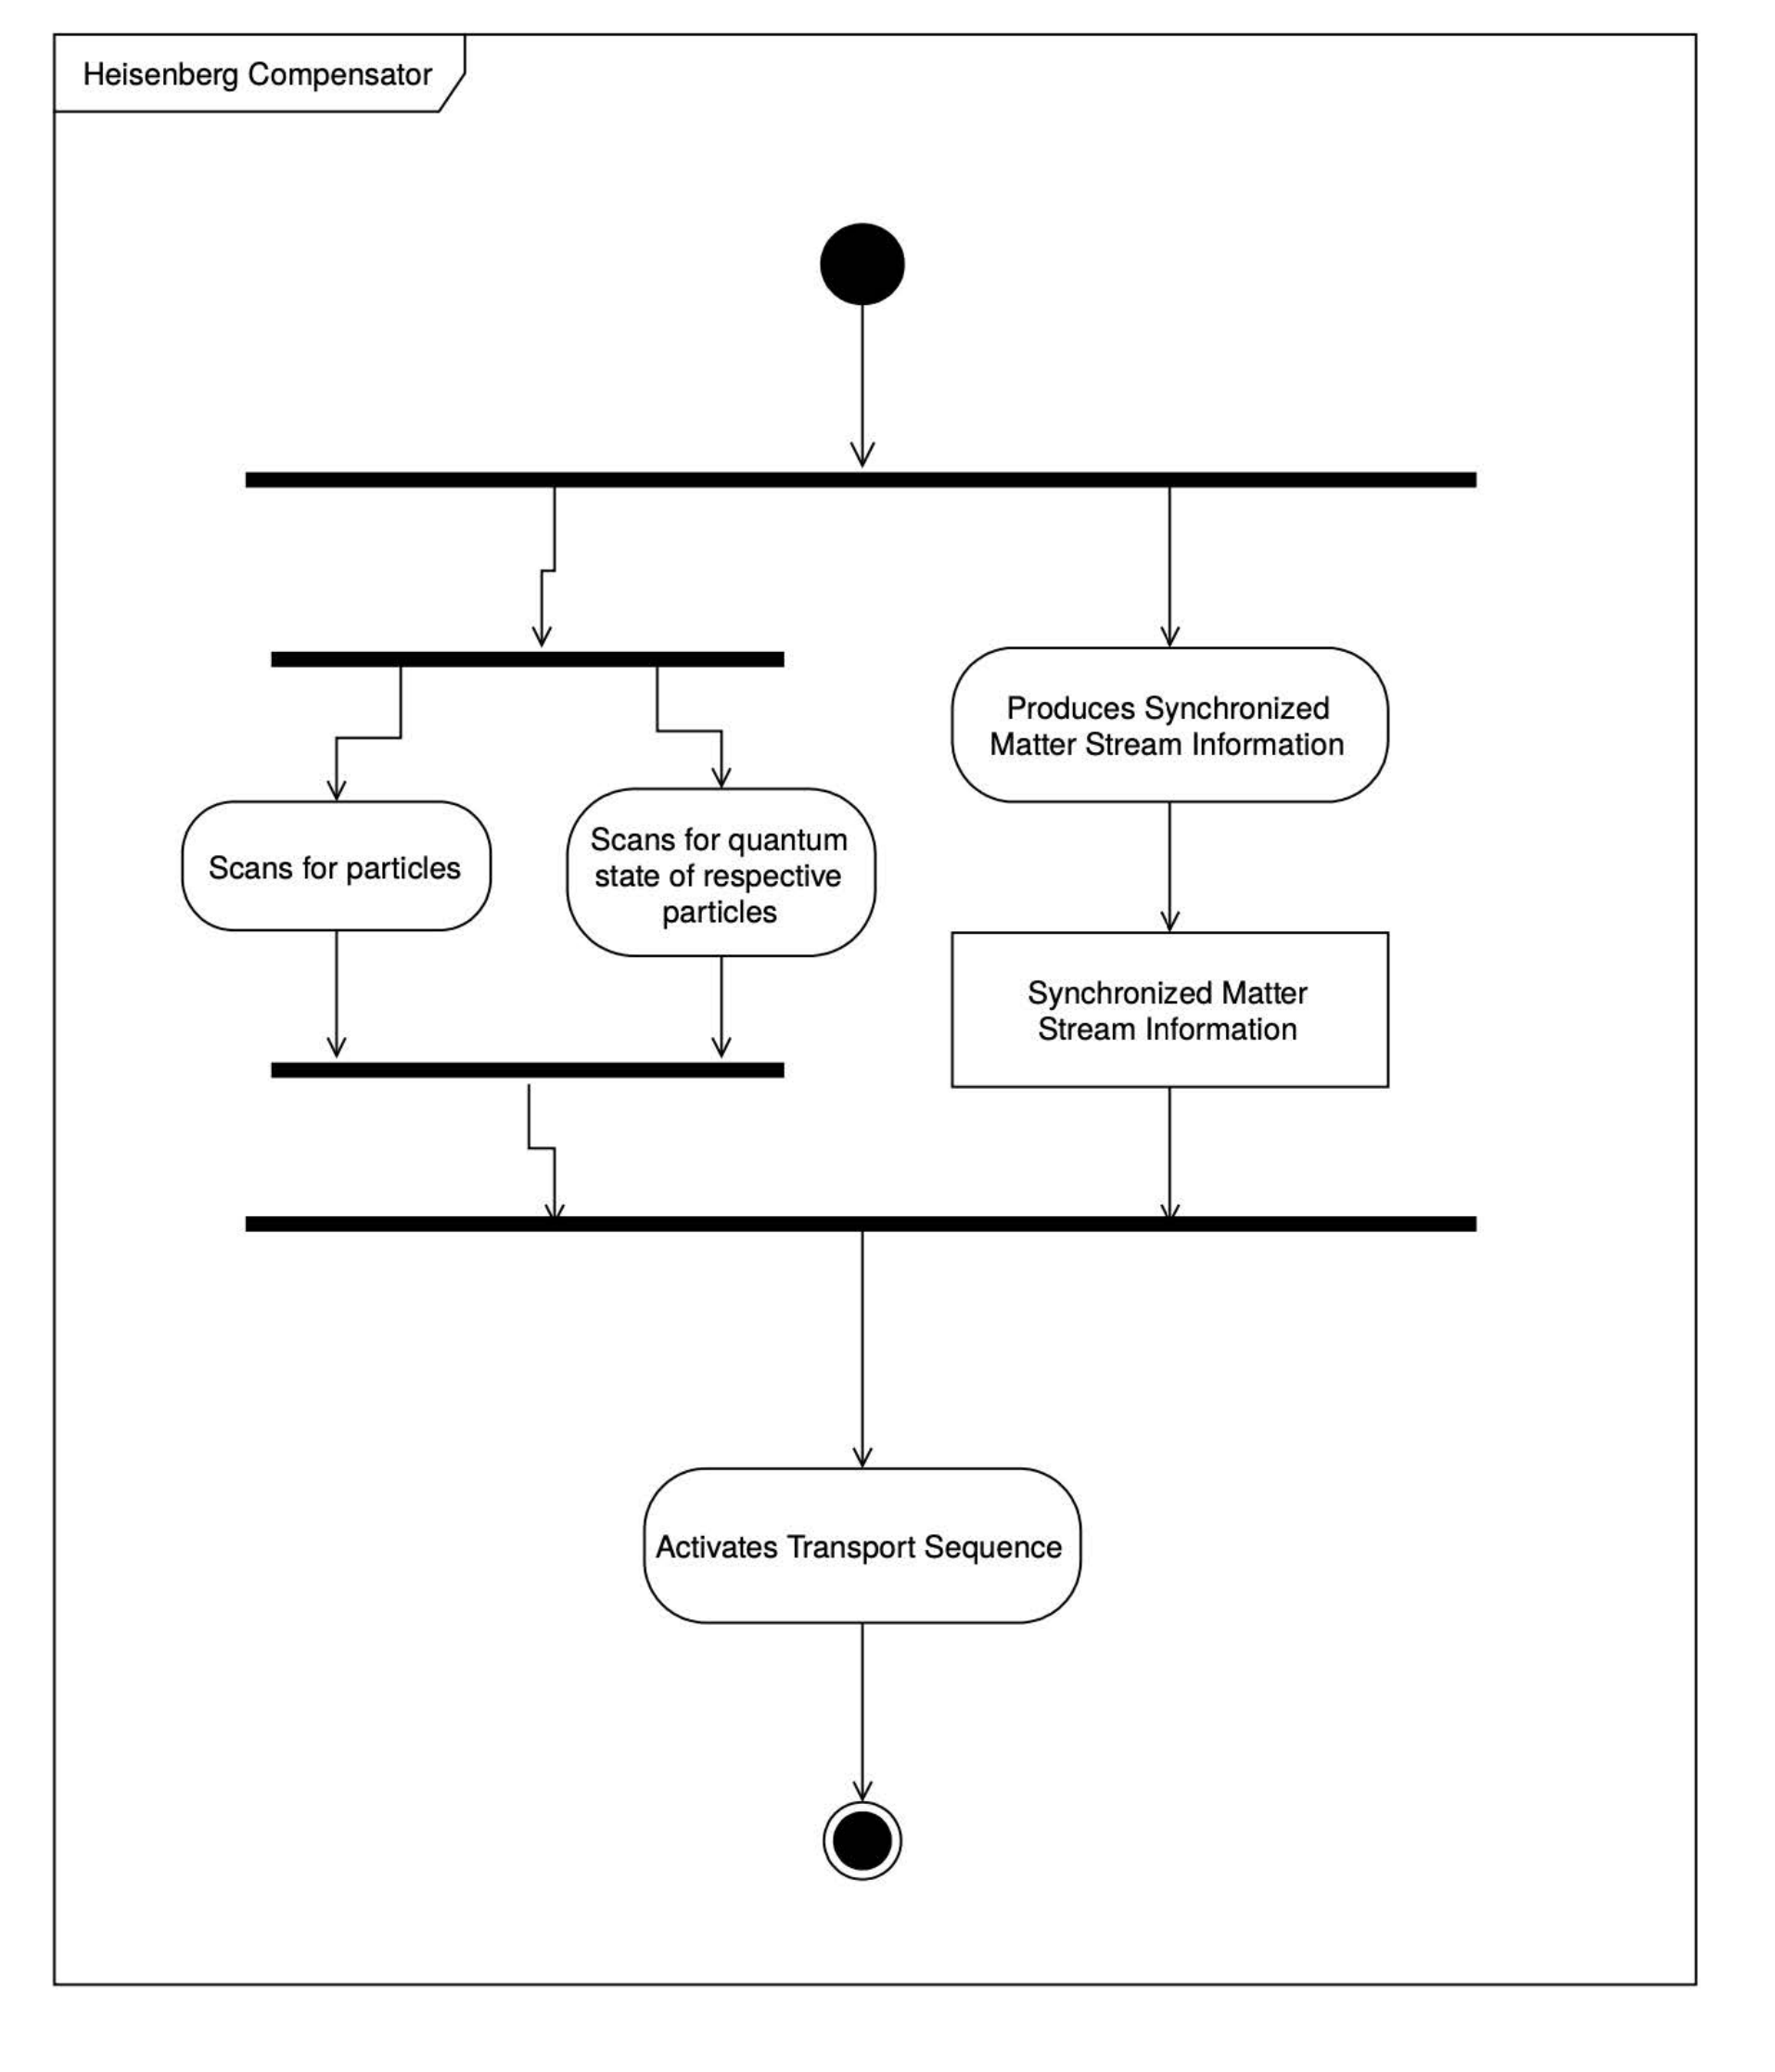 Heisenberg Compensator
Produces Synchronized
Matter Stream Information
Scans for particles
Scans for quantum
state of respective
particles
Synchronized Matter
Stream Information
Activates Transport Sequence